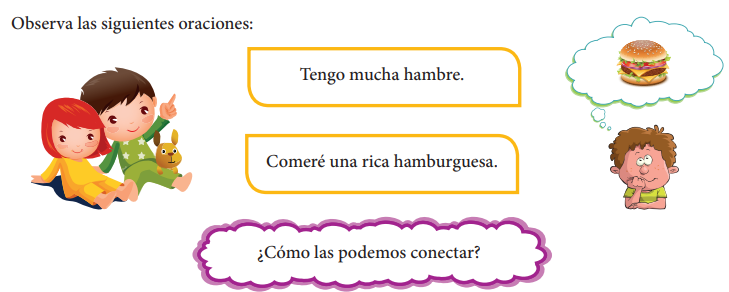 Observa las siguientes oraciones:
Tengo mucha hambre.
Comeré una rica hamburguesa.
¿Cómo las podemos conectar?